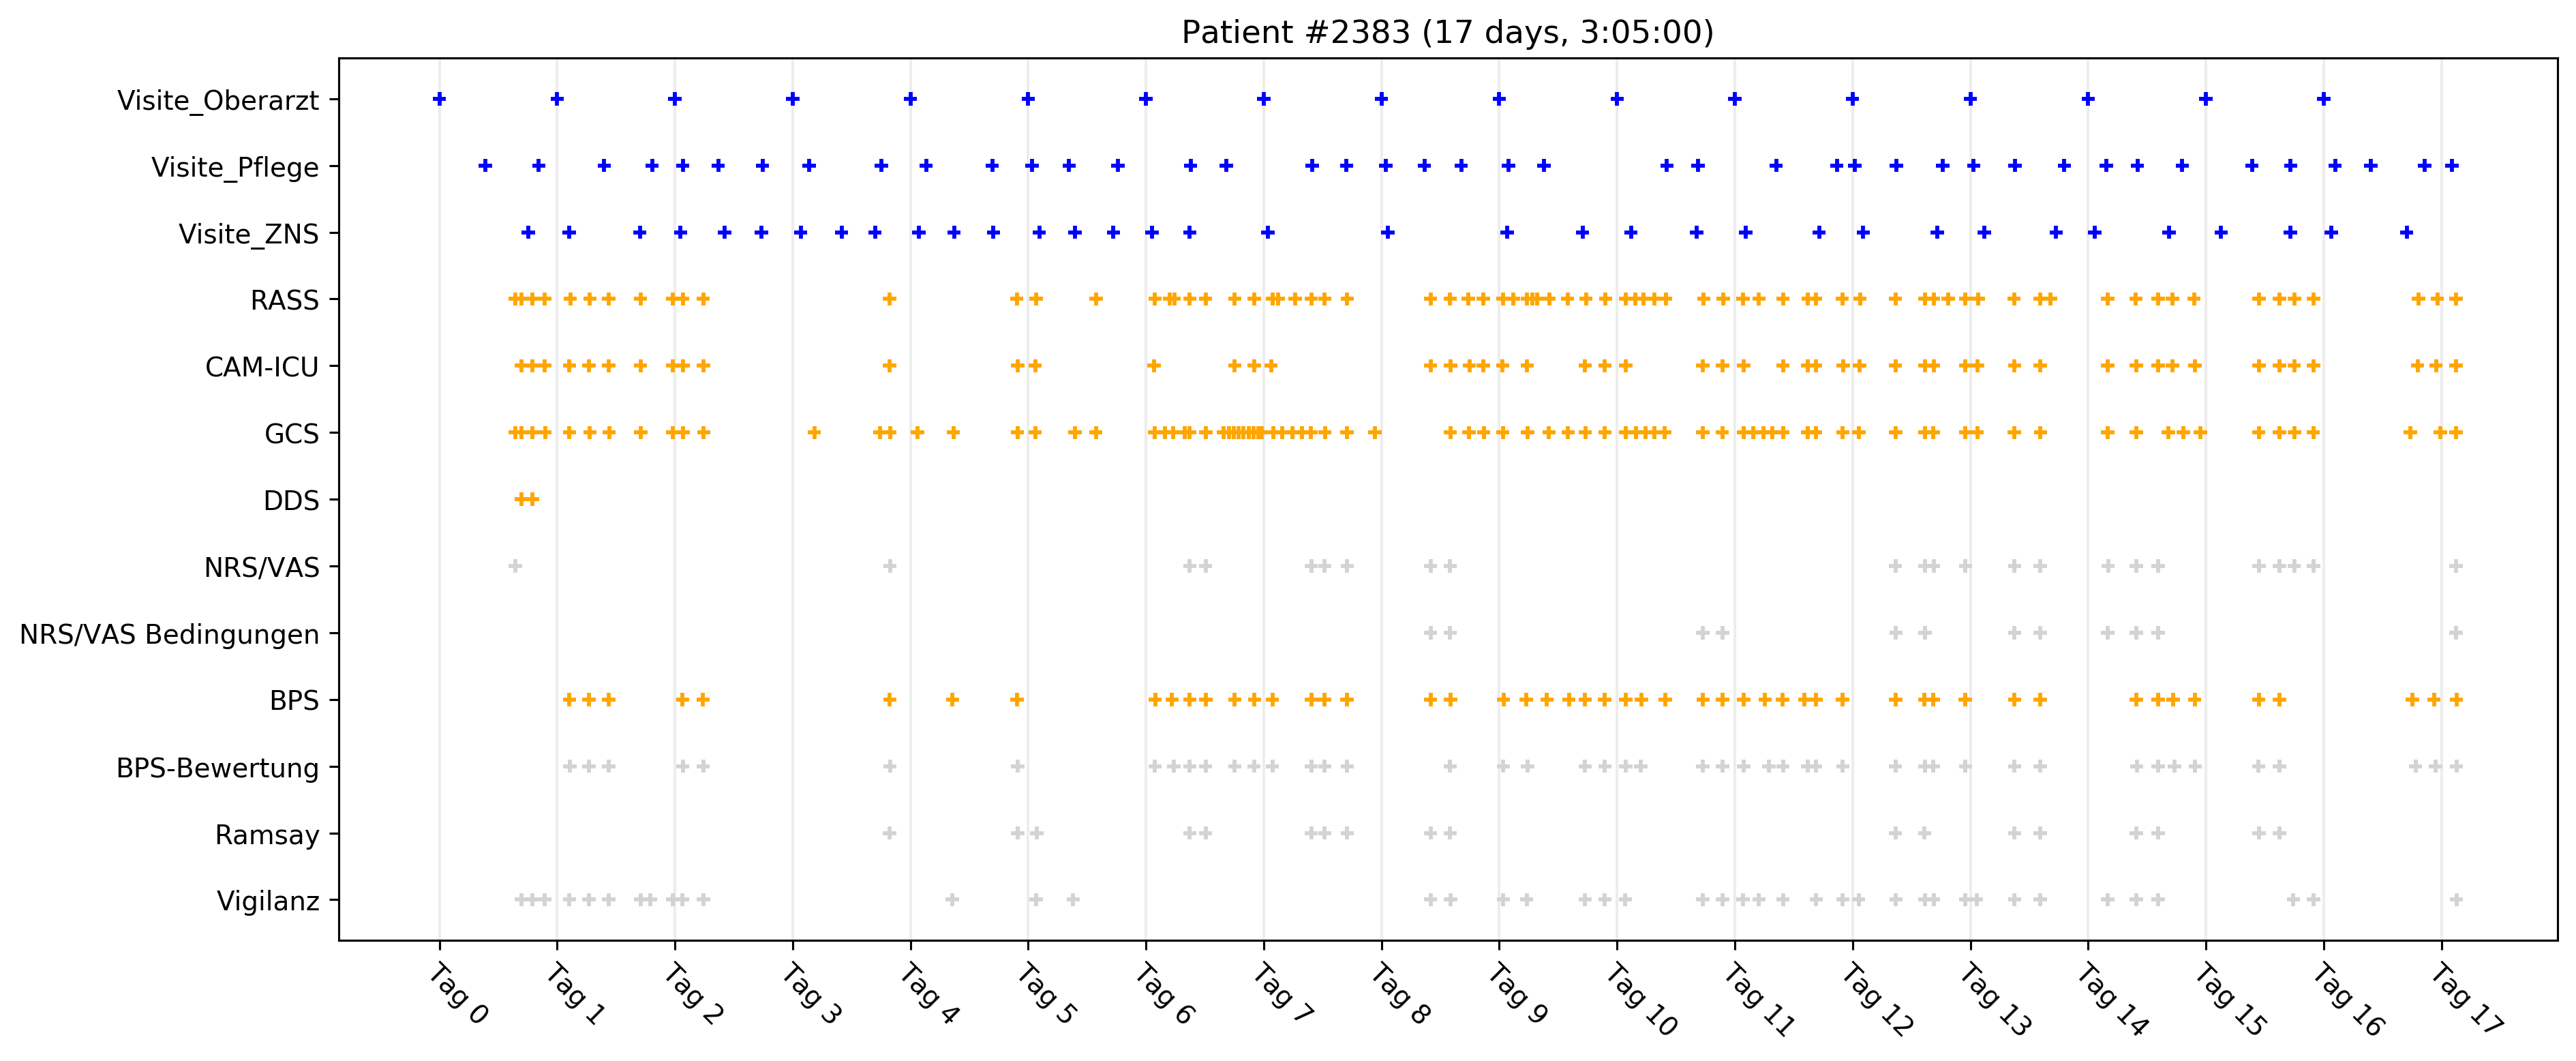 Patient #2383 (17 days, 3:05:00)
Visite_Oberarzt
Visite_Pflege
Visite_ZNS
RASS
CAM-ICU
GCS
DDS
NRS/VAS
NRS/VAS Bedingungen
BPS
BPS-Bewertung
Ramsay
Vigilanz
Tag 0
Tag 1
Tag 2
Tag 3
Tag 4
Tag 5
Tag 6
Tag 7
Tag 8
Tag 9
Tag 10
Tag 11
Tag 12
Tag 13
Tag 14
Tag 15
Tag 16
Tag 17